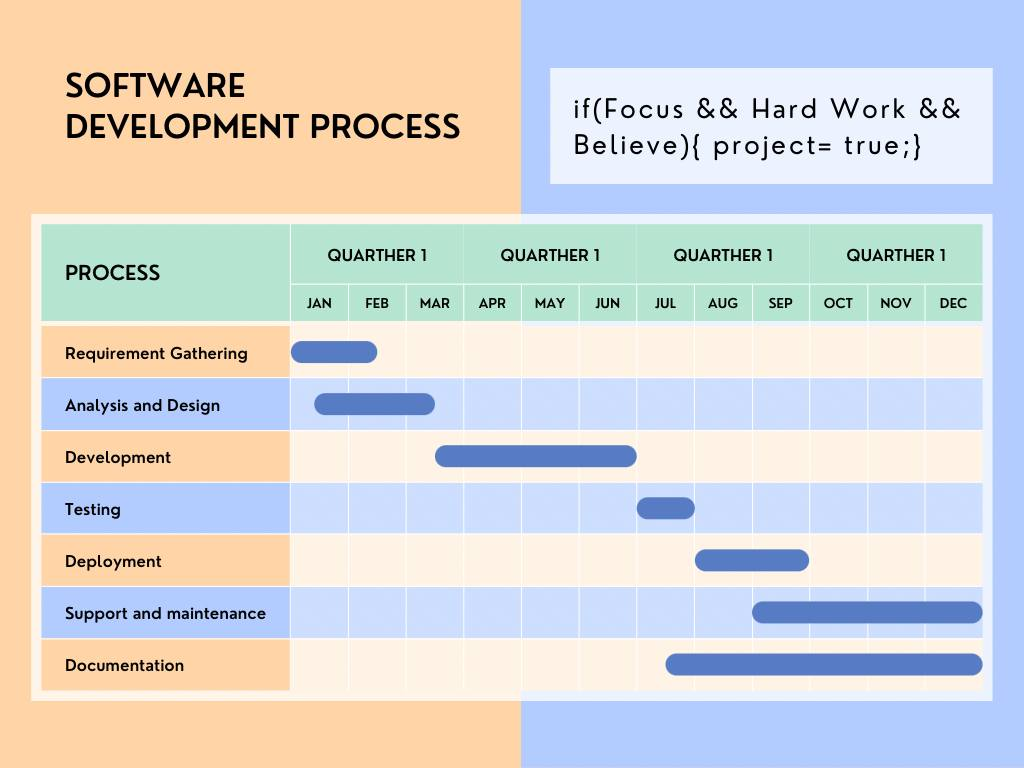 SOFTWARE
DEVELOPMENT PROCESS
if(Focus && Hard Work &&
Believe){ project= true;}
PROCESS
QUARTHER 1 QUARTHER 1 QUARTHER 1 QUARTHER 1
JAN FEB MAR APR MAY JUN JUL AUG SEP OCT NOV DEC
Requirement Gathering
Analysis and Design
Development
Testing
Deployment
Support and maintenance
Documentation